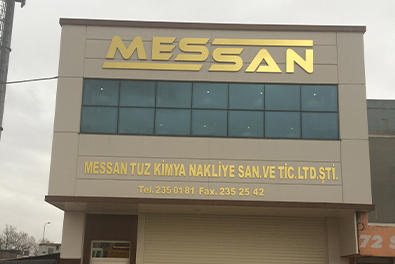 MESSAN
MESSAN TUZ KİMYA NAKLİYE SAN.VE TİC.LTD.ŞTİ.
Tel.235 01 81 Fax. 235 25 42
72 S